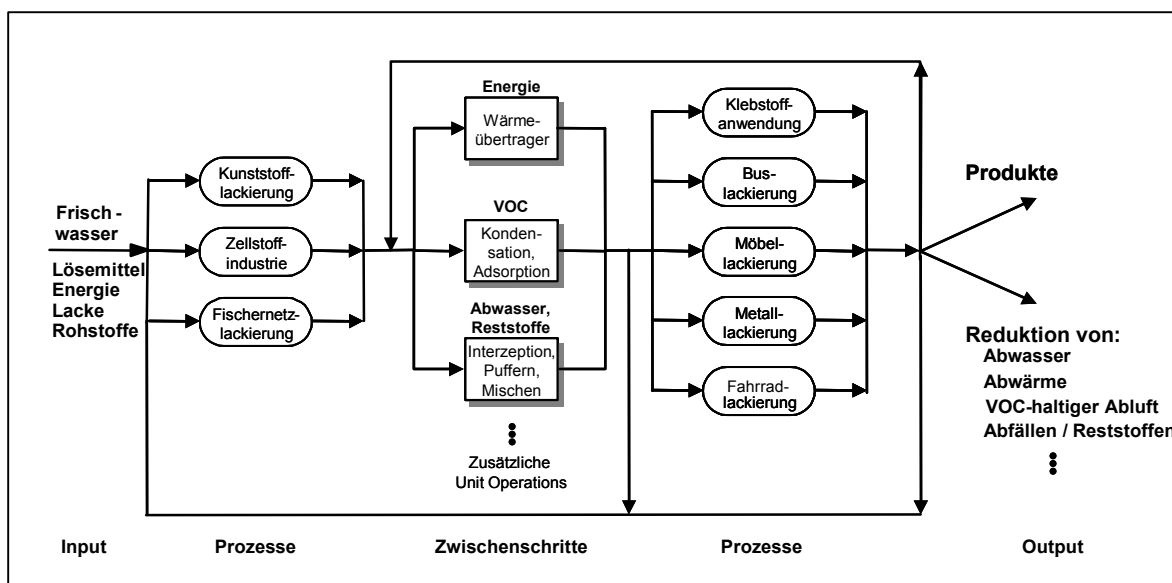 Frisch -
wasser
Lösemittel
Energie
Lacke
Rohstoffe
Kunststoff-
lackierung
Zellstoff-
industrie
Fischernetz-
lackierung
Energie
Wärme-
übertrager
VOC
Konden-
sation,
Adsorption
Abwasser,
Reststoffe
Interzeption,
Puffern,
Mischen
Zusätzliche
Unit Operations
Klebstoff-
anwendung
Bus-
lackierung
Möbel-
lackierung
Metall-
lackierung
Fahrrad-
lackierung
Produkte
Reduktion von:
Abwasser
Abwärme
VOC-haltiger Abluft
Abfällen / Reststoffen
Input
Prozesse
Zwischenschritte
Prozesse
Output